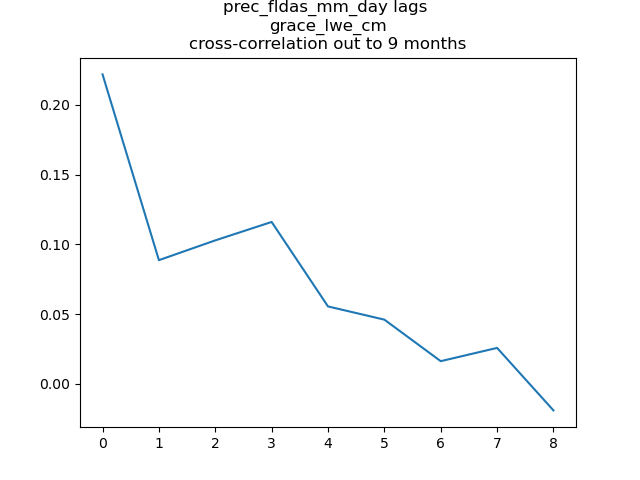 prec_fldas_mm_day lags
grace_lwe_cm
cross-correlation out to 9 months
0.20
0.15
0.10
0.05
0.00
0 1 2 3 4 5 6 7 8